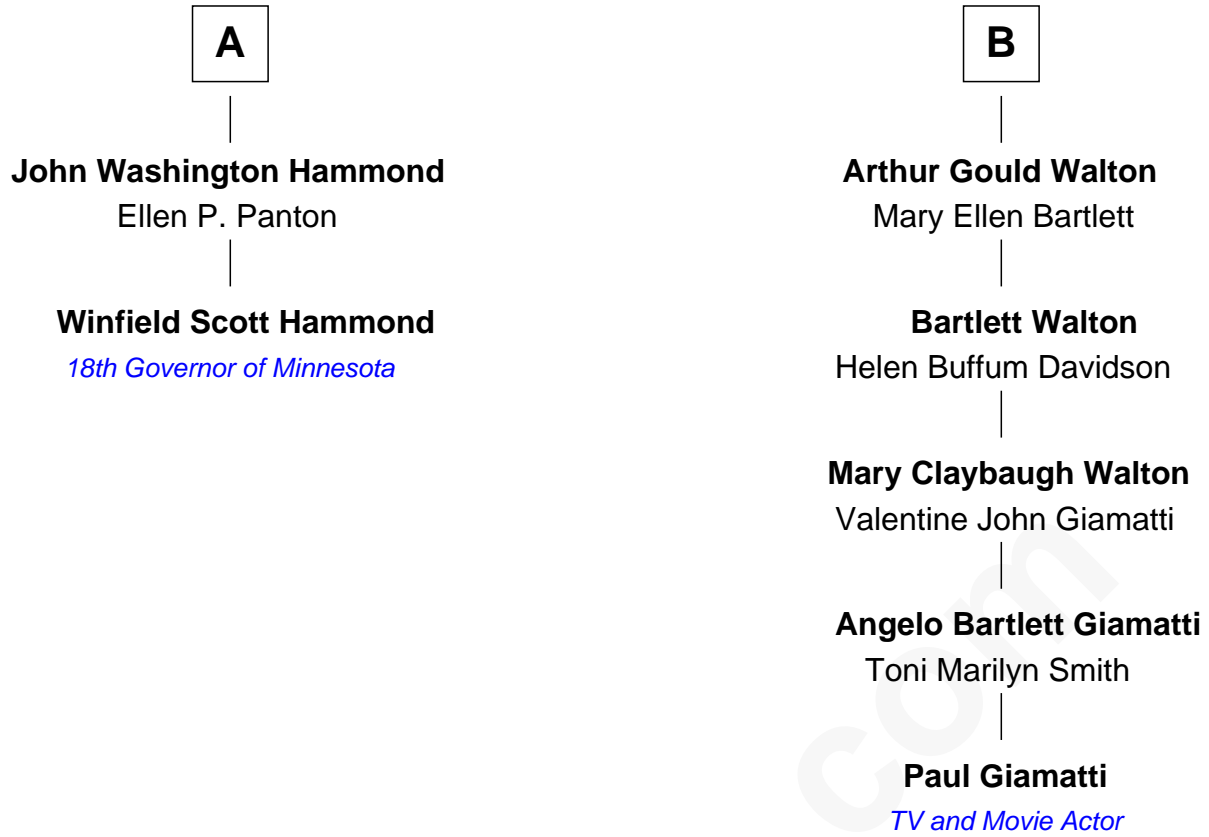 A
John Washington Hammond
Ellen P. Panton
Winfield Scott Hammond
18th Governor of Minnesota
B
Arthur Gould Walton
Mary Ellen Bartlett
Bartlett Walton
Helen Buffum Davidson
Mary Claybaugh Walton
Valentine John Giamatti
Angelo Bartlett Giamatti
Toni Marilyn Smith
Paul Giamatti
TV and Movie Actor
com